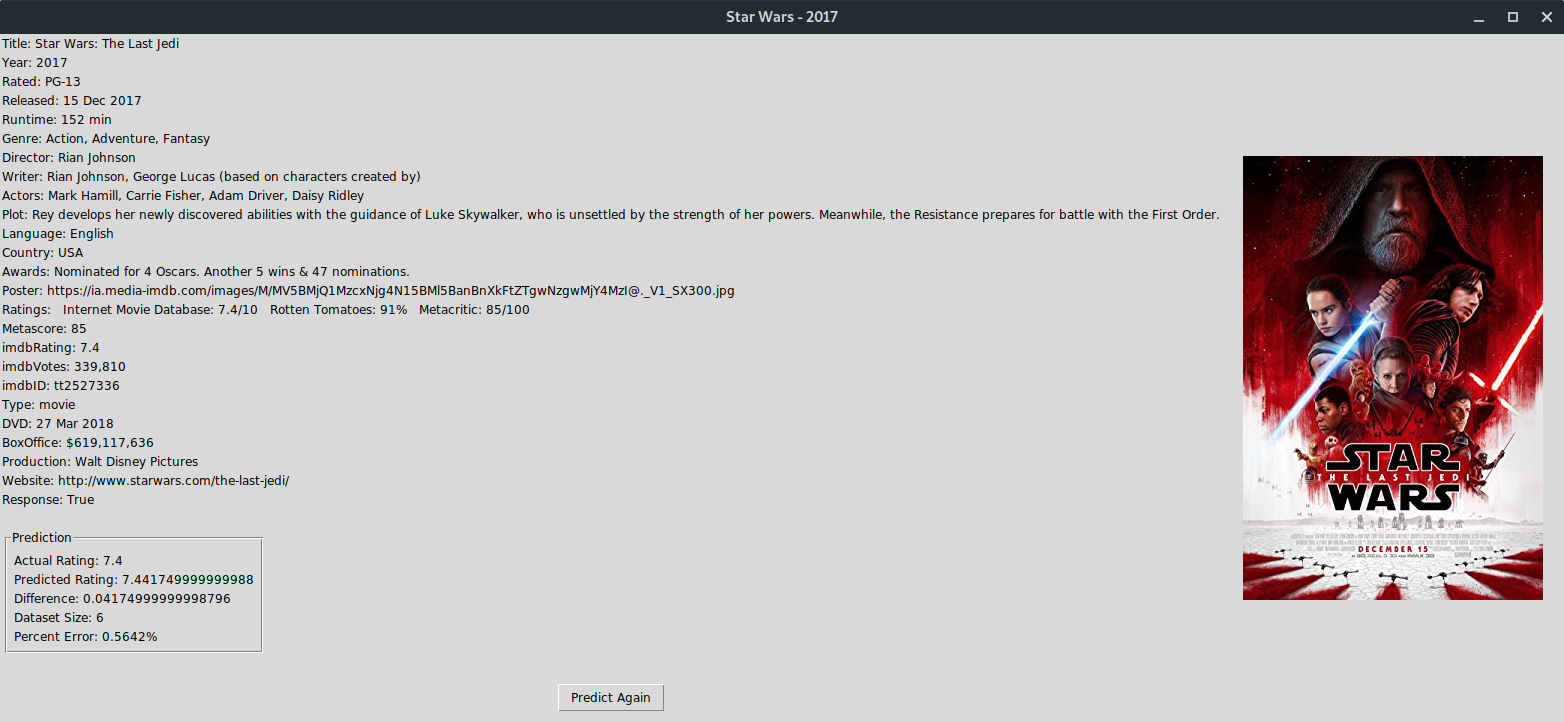 Star Wars - 2017
Title: Star Wars: The Last Jedi
Year: 2017
Rated: PG-13
Released: 15 Dec 2017
Runtime: 152 min
Genre: Action, Adventure, Fantasy
Director: Rian Johnson
Writer: Rian Johnson, George Lucas (based on characters created by)
Actors: Mark Hamill, Carrie Fisher, Adam Driver, Daisy Ridley
Plot: Rey develops her newly discovered abilities with the guidance of Luke Skywalker, who is unsettled by the strength of her powers. Meanwhile, the Resistance prepares for battle with the First Order.
Language: English
Country: USA
Awards: Nominated for 4 Oscars. Another 5 wins & 47 nominations.
Poster: https://ia.media-imdb.com/images/M/MV5BMjQ1MzcxNjg4N15BMl5BanBnXkFtZTgwNzgwMjY4MzI@._V1_SX300.jpg
Ratings: Internet Movie Database: 7.4/10 Rotten Tomatoes: 91% Metacritic: 85/100
Metascore: 85
imdbRating: 7.4
imdbVotes: 339,810
imdbID: tt2527336
Type: movie
DVD: 27 Mar 2018
BoxOffice: $619,117,636
Production: Walt Disney Pictures
Website: http://www.starwars.com/the-last-jedi/
Response: True
Prediction
Actual Rating: 7.4
Predicted Rating: 7.441749999999988
Difference: 0.04174999999998796
Dataset Size: 6
Percent Error: 0.5642%
Predict Again
STAR
THE LAST JEDI
WARS
DECEMBER 15
IN 3D, REAL D 3D AND IMAX 3D